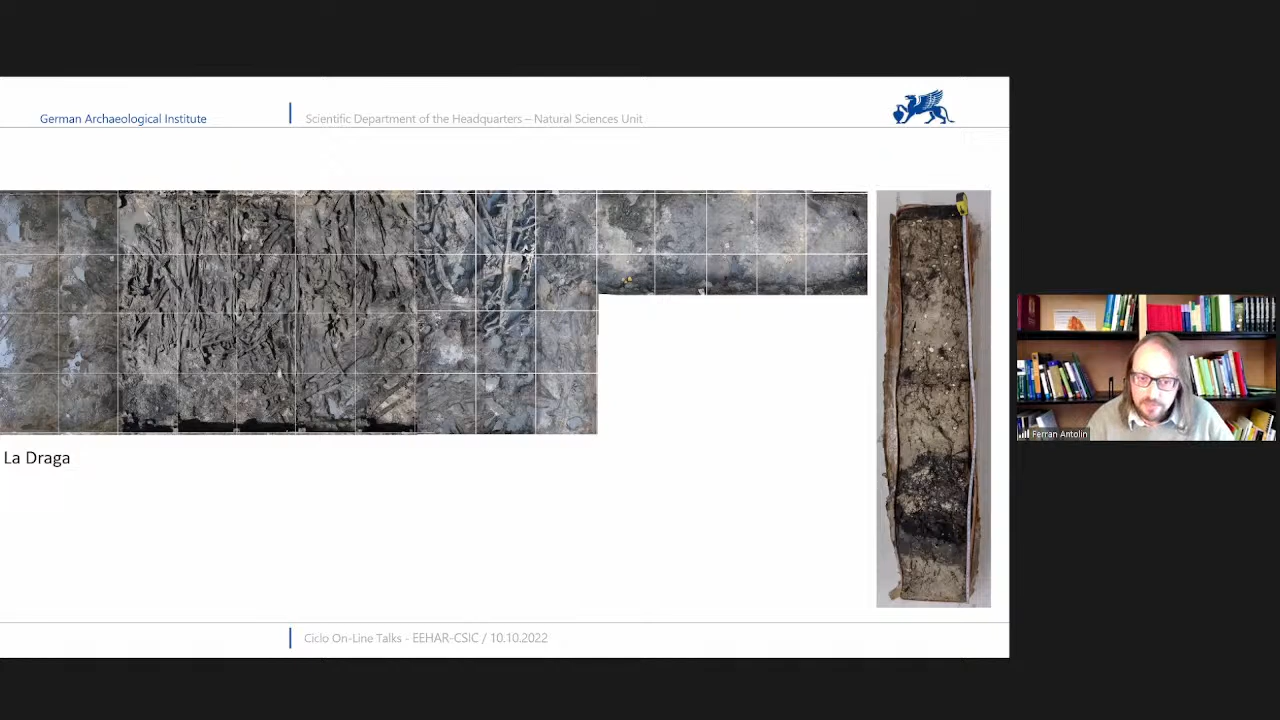 German Archaeological Institute
Scientific Department of the Headquarters – Natural Sciences Unit
La Draga
Ferran Antolin
Ciclo On-Line Talks - EEHAR-CSIC / 10.10.2022